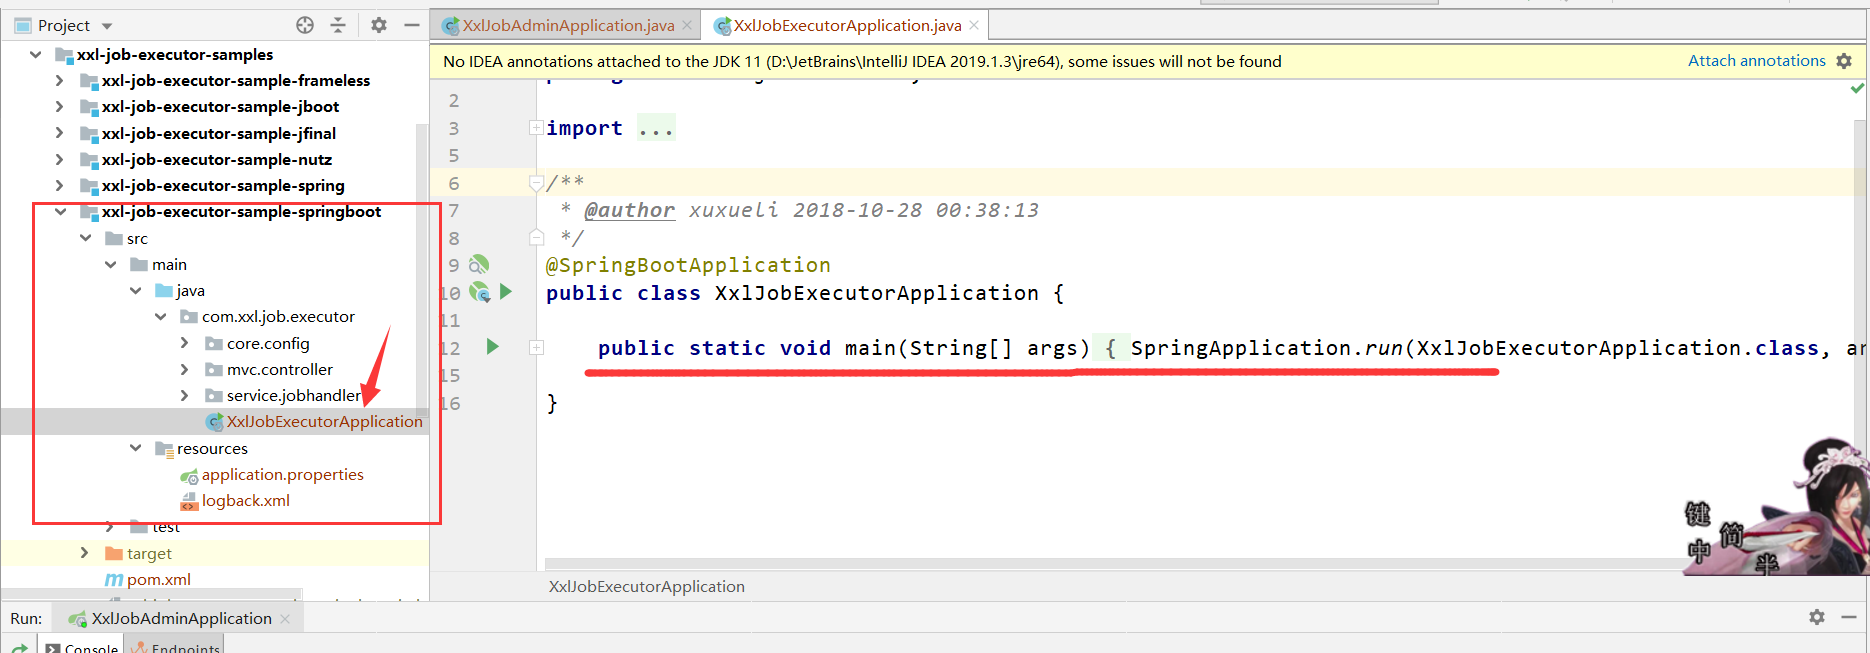 Project
XxlJobAdminApplication.java
XxlJobExecutorApplication.java
xxl-job-executor-samples
xxl-job-executor-sample-frameless
xxl-job-executor-sample-jboot
xxl-job-executor-sample-jfinal
xxl-job-executor-sample-nutz
xxl-job-executor-sample-spring
xxl-job-executor-sample-springboot
src
main
java
com.xxl.job.executor
core.config
mvc.controller
service.jobhandler
XxlJobExecutorApplication
resources
application.properties
logback.xml
test
target
pom.xml
No IDEA annotations attached to the JDK 11 (D:\JetBrains\IntelliJ IDEA 2019.1.3\jre64), some issues will not be found
Attach annotations
2
3 import ...
5
6 /**
7 * @author xuxueli 2018-10-28 00:38:13
8 */
9 @SpringBootApplication
10 public class XxlJobExecutorApplication {
11
12 public static void main(String[] args) { SpringApplication.run(XxlJobExecutorApplication.class, ar
15
16 }
键
简
中
半
XxlJobExecutorApplication
Run: XxlJobAdminApplication
Console Endpoints